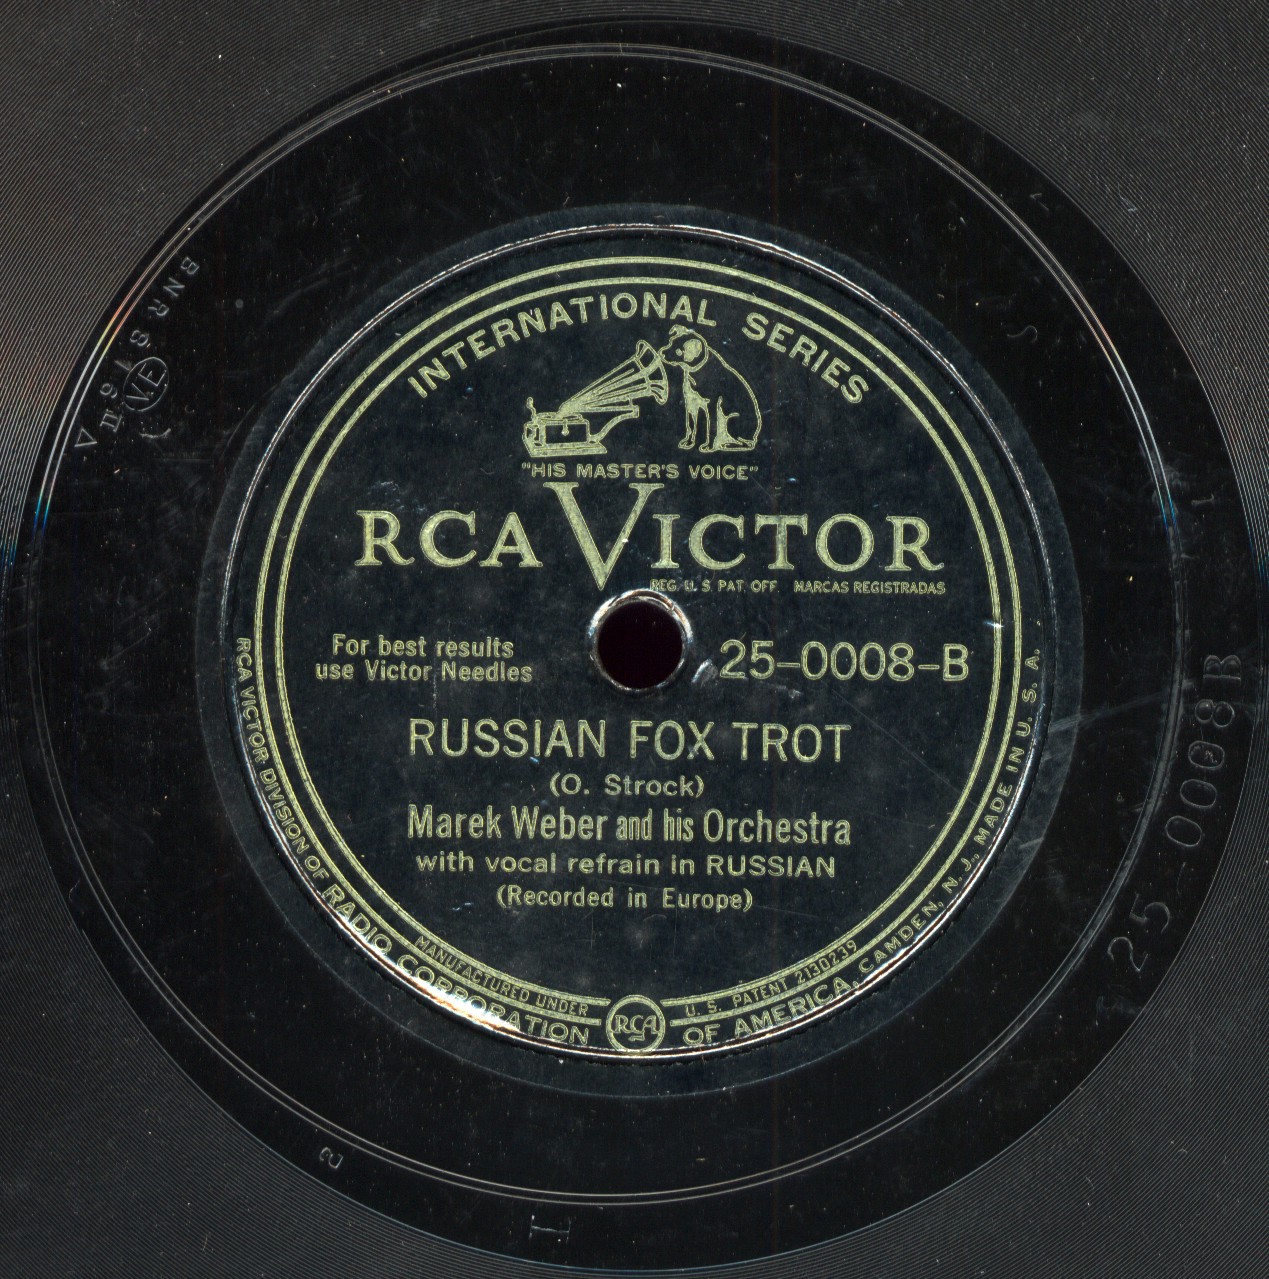 INTERNATIONAL SERIES
"HIS MASTER'S VOICE"
RCA VICTOR
REG. U. S. PAT. OFF. MARCAS REGISTRADAS
For best results
use Victor Needles
25-0008-B
RUSSIAN FOX TROT
(O. Strock)
Marek Weber and his Orchestra
with vocal refrain in RUSSIAN
(Recorded in Europe)
MANUFACTURED UNDER U. S. PATENT 2130239
RCA
RCA VICTOR DIVISION OF RADIO CORPORATION OF AMERICA, CAMDEN, N. J., MADE IN U. S. A.
25-0008B
VE